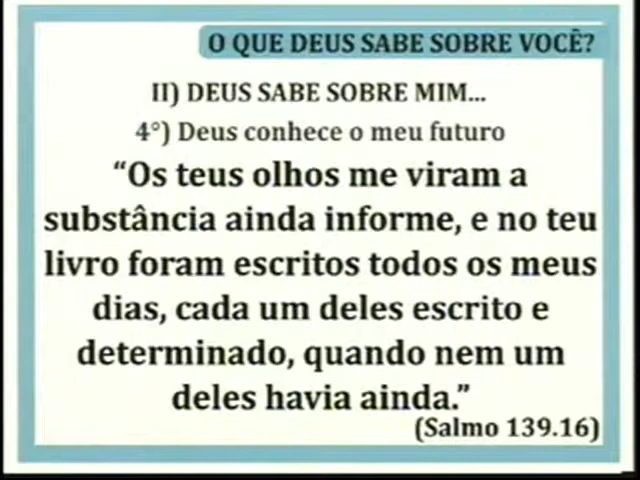 O QUE DEUS SABE SOBRE VOCÊ?
II) DEUS SABE SOBRE MIM...
4°) Deus conhece o meu futuro
“Os teus olhos me viram a
substância ainda informe, e no teu
livro foram escritos todos os meus
dias, cada um deles escrito e
determinado, quando nem um
deles havia ainda.”
(Salmo 139.16)